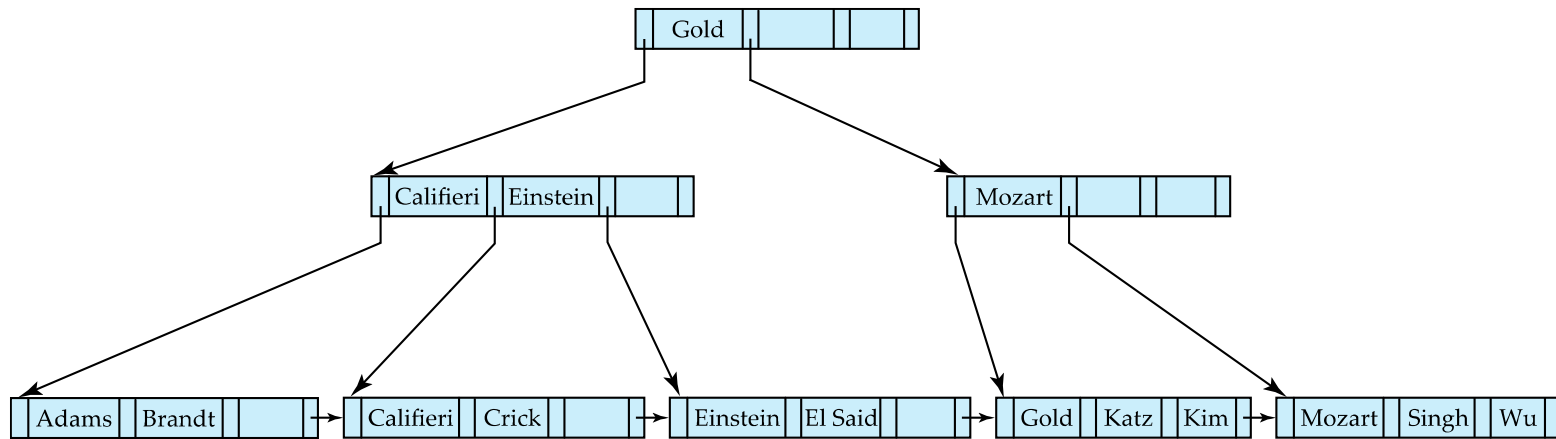 Gold
Califieri Einstein Mozart
Adams Brandt Califieri Crick Einstein El Said Gold Katz Kim Mozart Singh Wu